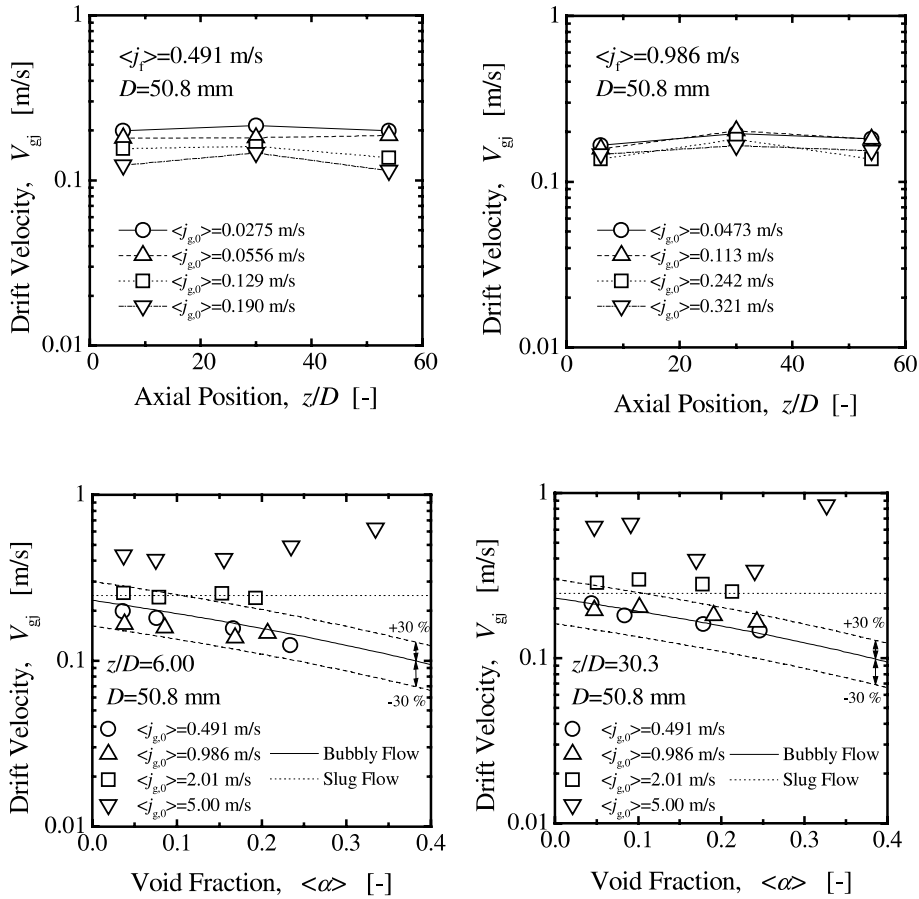 1
<j_f>=0.491 m/s
D=50.8 mm
Drift Velocity, V_gj [m/s]
0.1
<j_g,0>=0.0275 m/s
<j_g,0>=0.0556 m/s
<j_g,0>=0.129 m/s
<j_g,0>=0.190 m/s
0.01
0 20 40 60
Axial Position, z/D [-]
1
<j_f>=0.986 m/s
D=50.8 mm
Drift Velocity, V_gj [m/s]
0.1
<j_g,0>=0.0473 m/s
<j_g,0>=0.113 m/s
<j_g,0>=0.242 m/s
<j_g,0>=0.321 m/s
0.01
0 20 40 60
Axial Position, z/D [-]
1
Drift Velocity, V_gj [m/s]
+30 %
0.1
z/D=6.00
-30 %
D=50.8 mm
<j_g,0>=0.491 m/s
<j_g,0>=0.986 m/s
Bubbly Flow
<j_g,0>=2.01 m/s
Slug Flow
<j_g,0>=5.00 m/s
0.01
0.0 0.1 0.2 0.3 0.4
Void Fraction, <α> [-]
1
Drift Velocity, V_gj [m/s]
+30 %
0.1
z/D=30.3
-30 %
D=50.8 mm
<j_g,0>=0.491 m/s
<j_g,0>=0.986 m/s
Bubbly Flow
<j_g,0>=2.01 m/s
Slug Flow
<j_g,0>=5.00 m/s
0.01
0.0 0.1 0.2 0.3 0.4
Void Fraction, <α> [-]